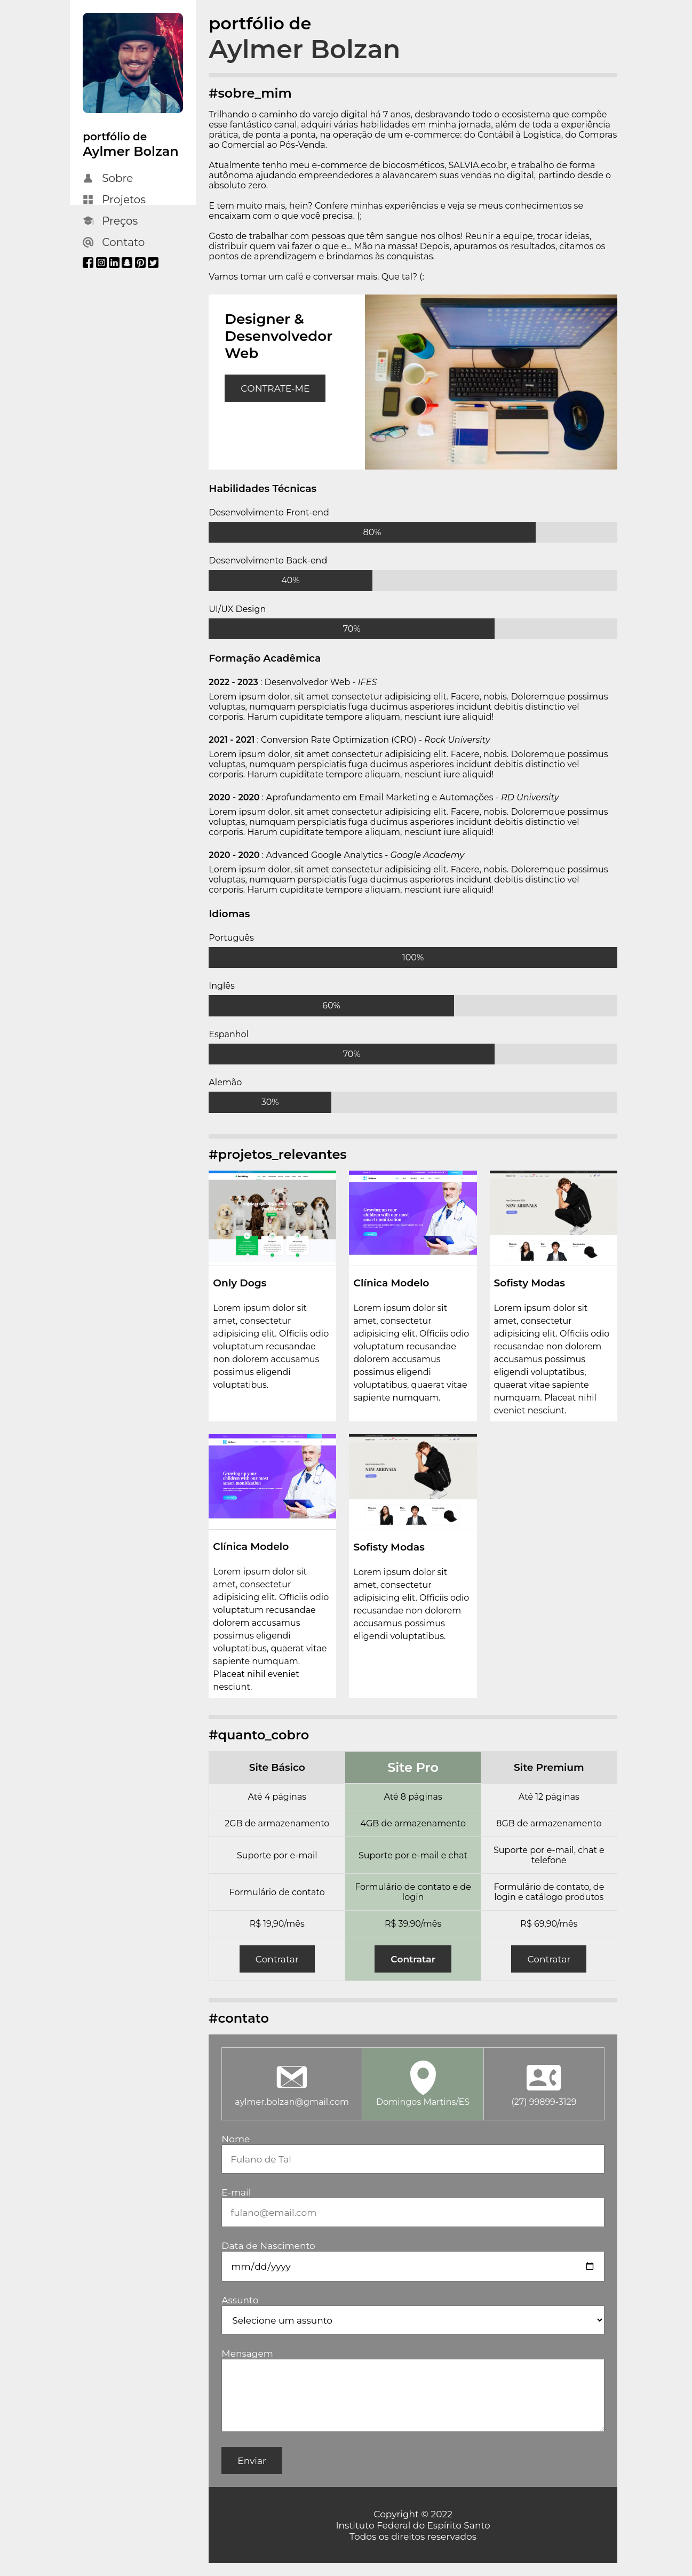 portfólio de
Aylmer Bolzan
Sobre
Projetos
Preços
Contato
portfólio de
Aylmer Bolzan
#sobre_mim
Trilhando o caminho do varejo digital há 7 anos, desbravando todo o ecosistema que compõe
esse fantástico canal, adquiri várias habilidades em minha jornada, além de toda a experiência
prática, de ponta a ponta, na operação de um e-commerce: do Contábil à Logística, do Compras
ao Comercial ao Pós-Venda.
Atualmente tenho meu e-commerce de biocosméticos, SALVIA.eco.br, e trabalho de forma
autônoma ajudando empreendedores a alavancarem suas vendas no digital, partindo desde o
absoluto zero.
E tem muito mais, hein? Confere minhas experiências e veja se meus conhecimentos se
encaixam com o que você precisa. (;
Gosto de trabalhar com pessoas que têm sangue nos olhos! Reunir a equipe, trocar ideias,
distribuir quem vai fazer o que e... Mão na massa! Depois, apuramos os resultados, citamos os
pontos de aprendizagem e brindamos às conquistas.
Vamos tomar um café e conversar mais. Que tal? (:
Designer &
Desenvolvedor
Web
CONTRATE-ME
Habilidades Técnicas
Desenvolvimento Front-end
80%
Desenvolvimento Back-end
40%
UI/UX Design
70%
Formação Acadêmica
2022 - 2023 : Desenvolvedor Web - IFES
Lorem ipsum dolor, sit amet consectetur adipisicing elit. Facere, nobis. Doloremque possimus
voluptas, numquam perspiciatis fuga ducimus asperiores incidunt debitis distinctio vel
corporis. Harum cupiditate tempore aliquam, nesciunt iure aliquid!
2021 - 2021 : Conversion Rate Optimization (CRO) - Rock University
Lorem ipsum dolor, sit amet consectetur adipisicing elit. Facere, nobis. Doloremque possimus
voluptas, numquam perspiciatis fuga ducimus asperiores incidunt debitis distinctio vel
corporis. Harum cupiditate tempore aliquam, nesciunt iure aliquid!
2020 - 2020 : Aprofundamento em Email Marketing e Automações - RD University
Lorem ipsum dolor, sit amet consectetur adipisicing elit. Facere, nobis. Doloremque possimus
voluptas, numquam perspiciatis fuga ducimus asperiores incidunt debitis distinctio vel
corporis. Harum cupiditate tempore aliquam, nesciunt iure aliquid!
2020 - 2020 : Advanced Google Analytics - Google Academy
Lorem ipsum dolor, sit amet consectetur adipisicing elit. Facere, nobis. Doloremque possimus
voluptas, numquam perspiciatis fuga ducimus asperiores incidunt debitis distinctio vel
corporis. Harum cupiditate tempore aliquam, nesciunt iure aliquid!
Idiomas
Português
100%
Inglês
60%
Espanhol
70%
Alemão
30%
#projetos_relevantes
Only Dogs
Lorem ipsum dolor sit
amet, consectetur
adipisicing elit. Officiis odio
voluptatum recusandae
non dolorem accusamus
possimus eligendi
voluptatibus.
Growing up your
children with our most
smart mentization
Clínica Modelo
Lorem ipsum dolor sit
amet, consectetur
adipisicing elit. Officiis odio
voluptatum recusandae
dolorem accusamus
possimus eligendi
voluptatibus, quaerat vitae
sapiente numquam.
NEW ARRIVALS
Sofisty Modas
Lorem ipsum dolor sit
amet, consectetur
adipisicing elit. Officiis odio
recusandae non dolorem
accusamus possimus
eligendi voluptatibus,
quaerat vitae sapiente
numquam. Placeat nihil
eveniet nesciunt.
Growing up your
children with our most
smart mentization
Clínica Modelo
Lorem ipsum dolor sit
amet, consectetur
adipisicing elit. Officiis odio
voluptatum recusandae
dolorem accusamus
possimus eligendi
voluptatibus, quaerat vitae
sapiente numquam.
Placeat nihil eveniet
nesciunt.
NEW ARRIVALS
Sofisty Modas
Lorem ipsum dolor sit
amet, consectetur
adipisicing elit. Officiis odio
recusandae non dolorem
accusamus possimus
eligendi voluptatibus.
#quanto_cobro
Site Básico Site Pro Site Premium
Até 4 páginas Até 8 páginas Até 12 páginas
2GB de armazenamento 4GB de armazenamento 8GB de armazenamento
Suporte por e-mail
Suporte por e-mail e chat
Suporte por e-mail, chat e
telefone
Formulário de contato
Formulário de contato e de
login
Formulário de contato, de
login e catálogo produtos
R$ 19,90/mês R$ 39,90/mês R$ 69,90/mês
Contratar Contratar Contratar
#contato
aylmer.bolzan@gmail.com
Domingos Martins/ES
(27) 99899-3129
Nome
Fulano de Tal
E-mail
fulano@email.com
Data de Nascimento
mm/dd/yyyy
Assunto
Selecione um assunto
Mensagem
Enviar
Copyright © 2022
Instituto Federal do Espírito Santo
Todos os direitos reservados